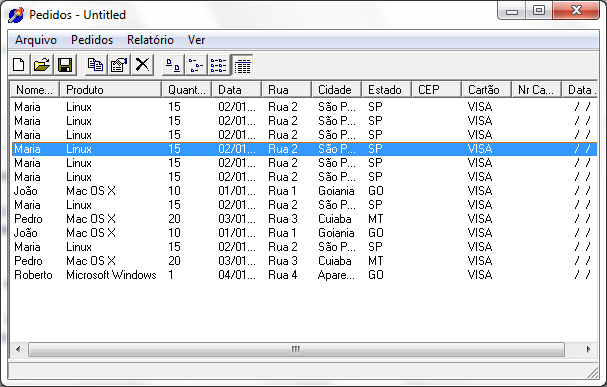 Pedidos - Untitled
Arquivo Pedidos Relatório Ver
Nome... Produto Quant... Data Rua Cidade Estado CEP Cartão Nr Ca... Data .
Maria Linux 15 02/01... Rua 2 São P... SP VISA / /
Maria Linux 15 02/01... Rua 2 São P... SP VISA / /
Maria Linux 15 02/01... Rua 2 São P... SP VISA / /
Maria Linux 15 02/01... Rua 2 São P... SP VISA / /
Maria Linux 15 02/01... Rua 2 São P... SP VISA / /
Maria Linux 15 02/01... Rua 2 São P... SP VISA / /
João Mac OS X 10 01/01... Rua 1 Goiania GO VISA / /
Maria Linux 15 02/01... Rua 2 São P... SP VISA / /
Pedro Mac OS X 20 03/01... Rua 3 Cuiaba MT VISA / /
João Mac OS X 10 01/01... Rua 1 Goiania GO VISA / /
Maria Linux 15 02/01... Rua 2 São P... SP VISA / /
Pedro Mac OS X 20 03/01... Rua 3 Cuiaba MT VISA / /
Roberto Microsoft Windows 1 04/01... Rua 4 Apare... GO VISA / /